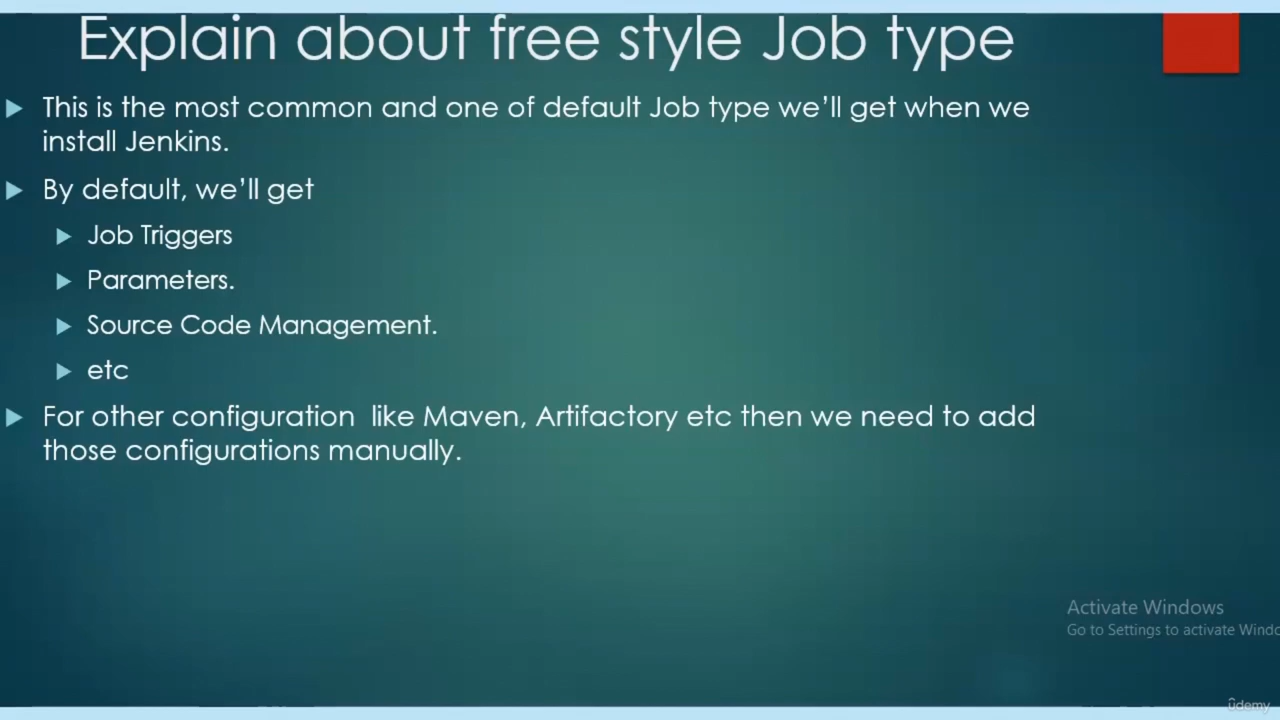 Explain about free style Job type
This is the most common and one of default Job type we'll get when we
install Jenkins.
By default, we'll get
Job Triggers
Parameters.
Source Code Management.
etc
For other configuration like Maven, Artifactory etc then we need to add
those configurations manually.
Activate Windows
Go to Settings to activate Windo
ûdemy